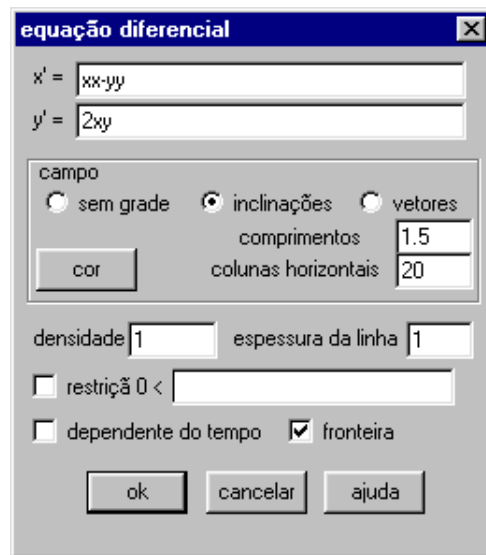 equação diferencial
x' = xx-yy
y' = 2xy
campo
sem grade inclinações vetores
comprimentos 1.5
cor colunas horizontais 20
densidade 1 espessura da linha 1
restriçã 0 <
dependente do tempo fronteira
ok cancelar ajuda